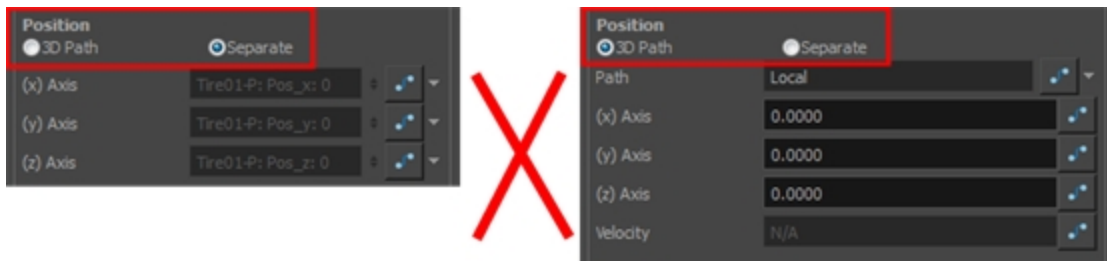 Position
3D Path Separate
(x) Axis Tire01-P: Pos_x: 0
(y) Axis Tire01-P: Pos_y: 0
(z) Axis Tire01-P: Pos_z: 0
Position
3D Path Separate
Path Local
(x) Axis 0.0000
(y) Axis 0.0000
(z) Axis 0.0000
Velocity N/A